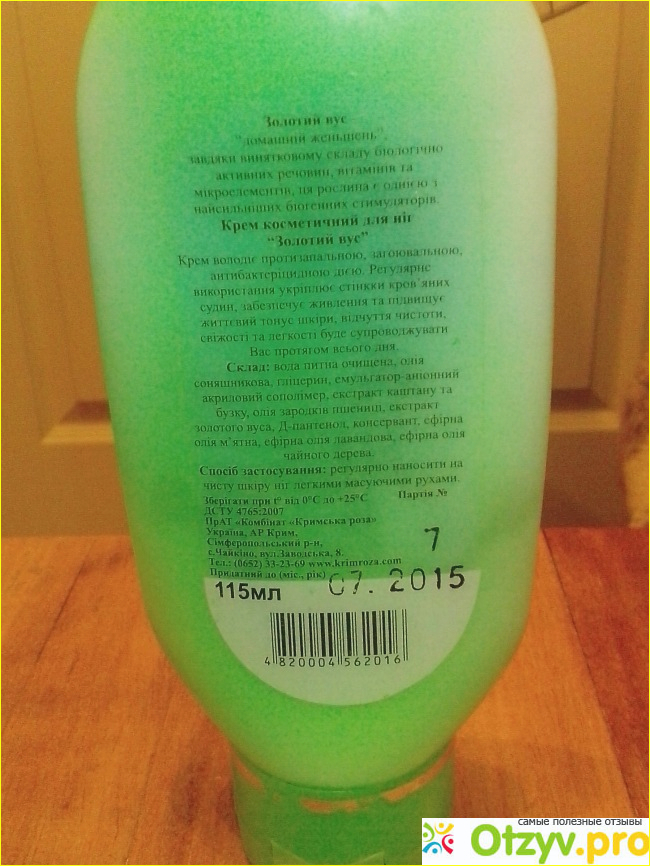 Золотий вус
"домашній женьшень",
завдяки винятковому складу біологічно
активних речовин, вітамінів та
мікроелементів, ця рослина є однією з
найсильніших біогенних стимуляторів.
Крем косметичний для ніг
"Золотий вус"
Крем володіє протизапальною, загоювальною,
антибактерицидною дією. Регулярне
використання укріплює стінки кров'яних
судин, забезпечує живлення та підвищує
життєвий тонус шкіри, відчуття чистоти,
свіжості та легкості буде супроводжувати
Вас протягом всього дня.
Склад: вода питна очищена, олія
соняшникова, гліцерин, емульгатор-аніонний
акриловий сополімер, екстракт каштану та
бузку, олія зародків пшениці, екстракт
золотого вуса, Д-пантенол, консервант, ефірна
олія м'ятна, ефірна олія лавандова, ефірна олія
чайного дерева.
Спосіб застосування: регулярно наносити на
чисту шкіру ніг легкими масуючими рухами.
Зберігати при t° від 0°С до +25°С Партія №
ДСТУ 4765:2007
ПрАТ «Комбінат «Кримська роза»
Україна, АР Крим,
Сімферопольський р-н,
с.Чайкіно, вул.Заводська, 8. 7
Тел.: (0652) 33-23-69 www.krimroza.com
Придатний до (міс., рік) 07. 2015
115мл
4 820004 562016
самые полезные отзывы
Otzyv.pro